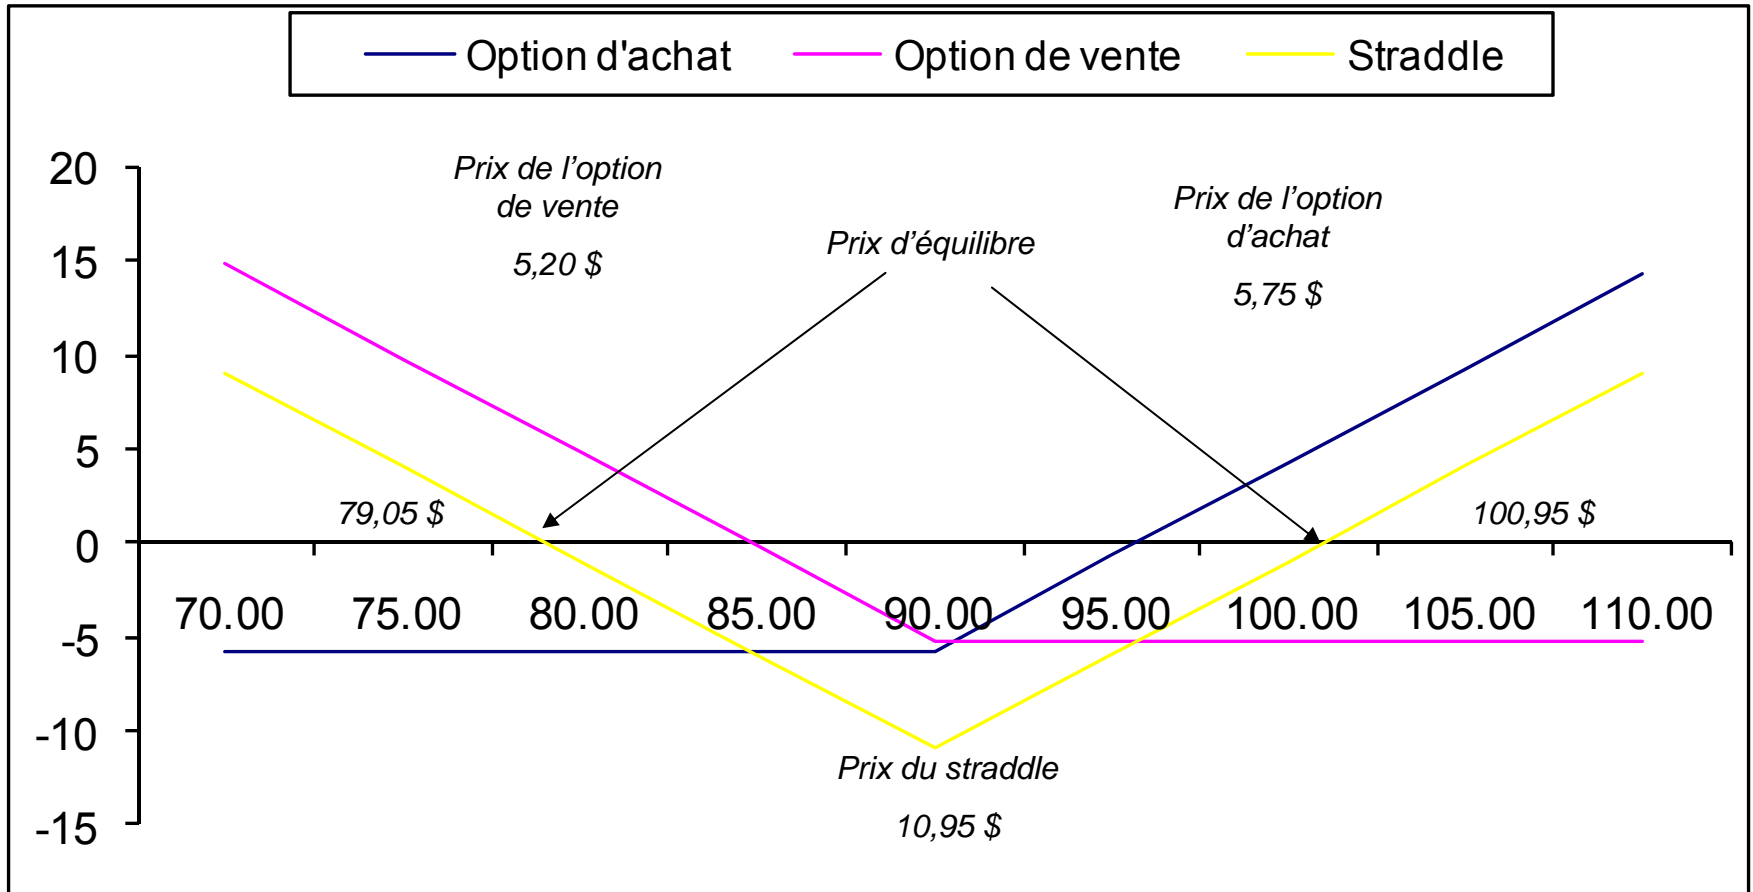 Option d'achat
Option de vente
Straddle
20
15
10
5
0
-5
-10
-15
Prix de l’option
de vente
5,20 $
Prix d’équilibre
Prix de l’option
d’achat
5,75 $
79,05 $
100,95 $
70.00 75.00 80.00 85.00 90.00 95.00 100.00 105.00 110.00
Prix du straddle
10,95 $